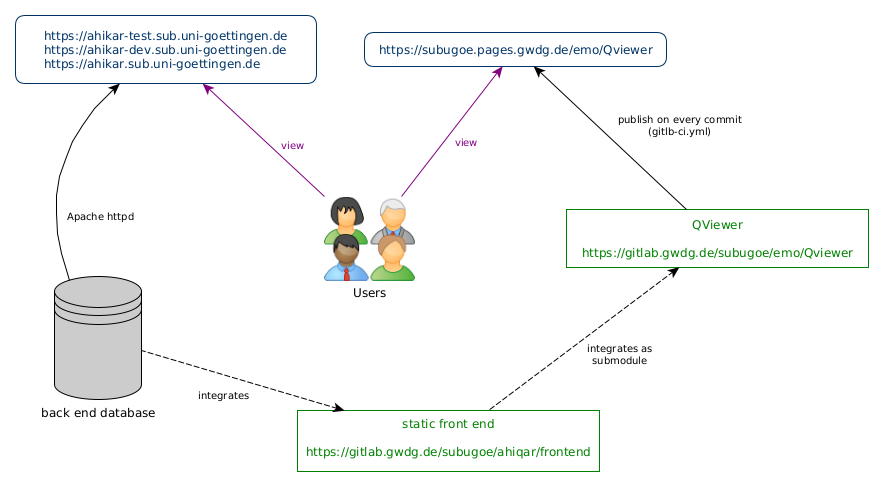 https://ahikar-test.sub.uni-goettingen.de
https://ahikar-dev.sub.uni-goettingen.de
https://ahikar.sub.uni-goettingen.de
https://subugoe.pages.gwdg.de/emo/Qviewer
publish on every commit
(gitlb-ci.yml)
view
view
Apache httpd
QViewer
https://gitlab.gwdg.de/subugoe/emo/Qviewer
Users
integrates as
submodule
integrates
back end database
static front end
https://gitlab.gwdg.de/subugoe/ahiqar/frontend